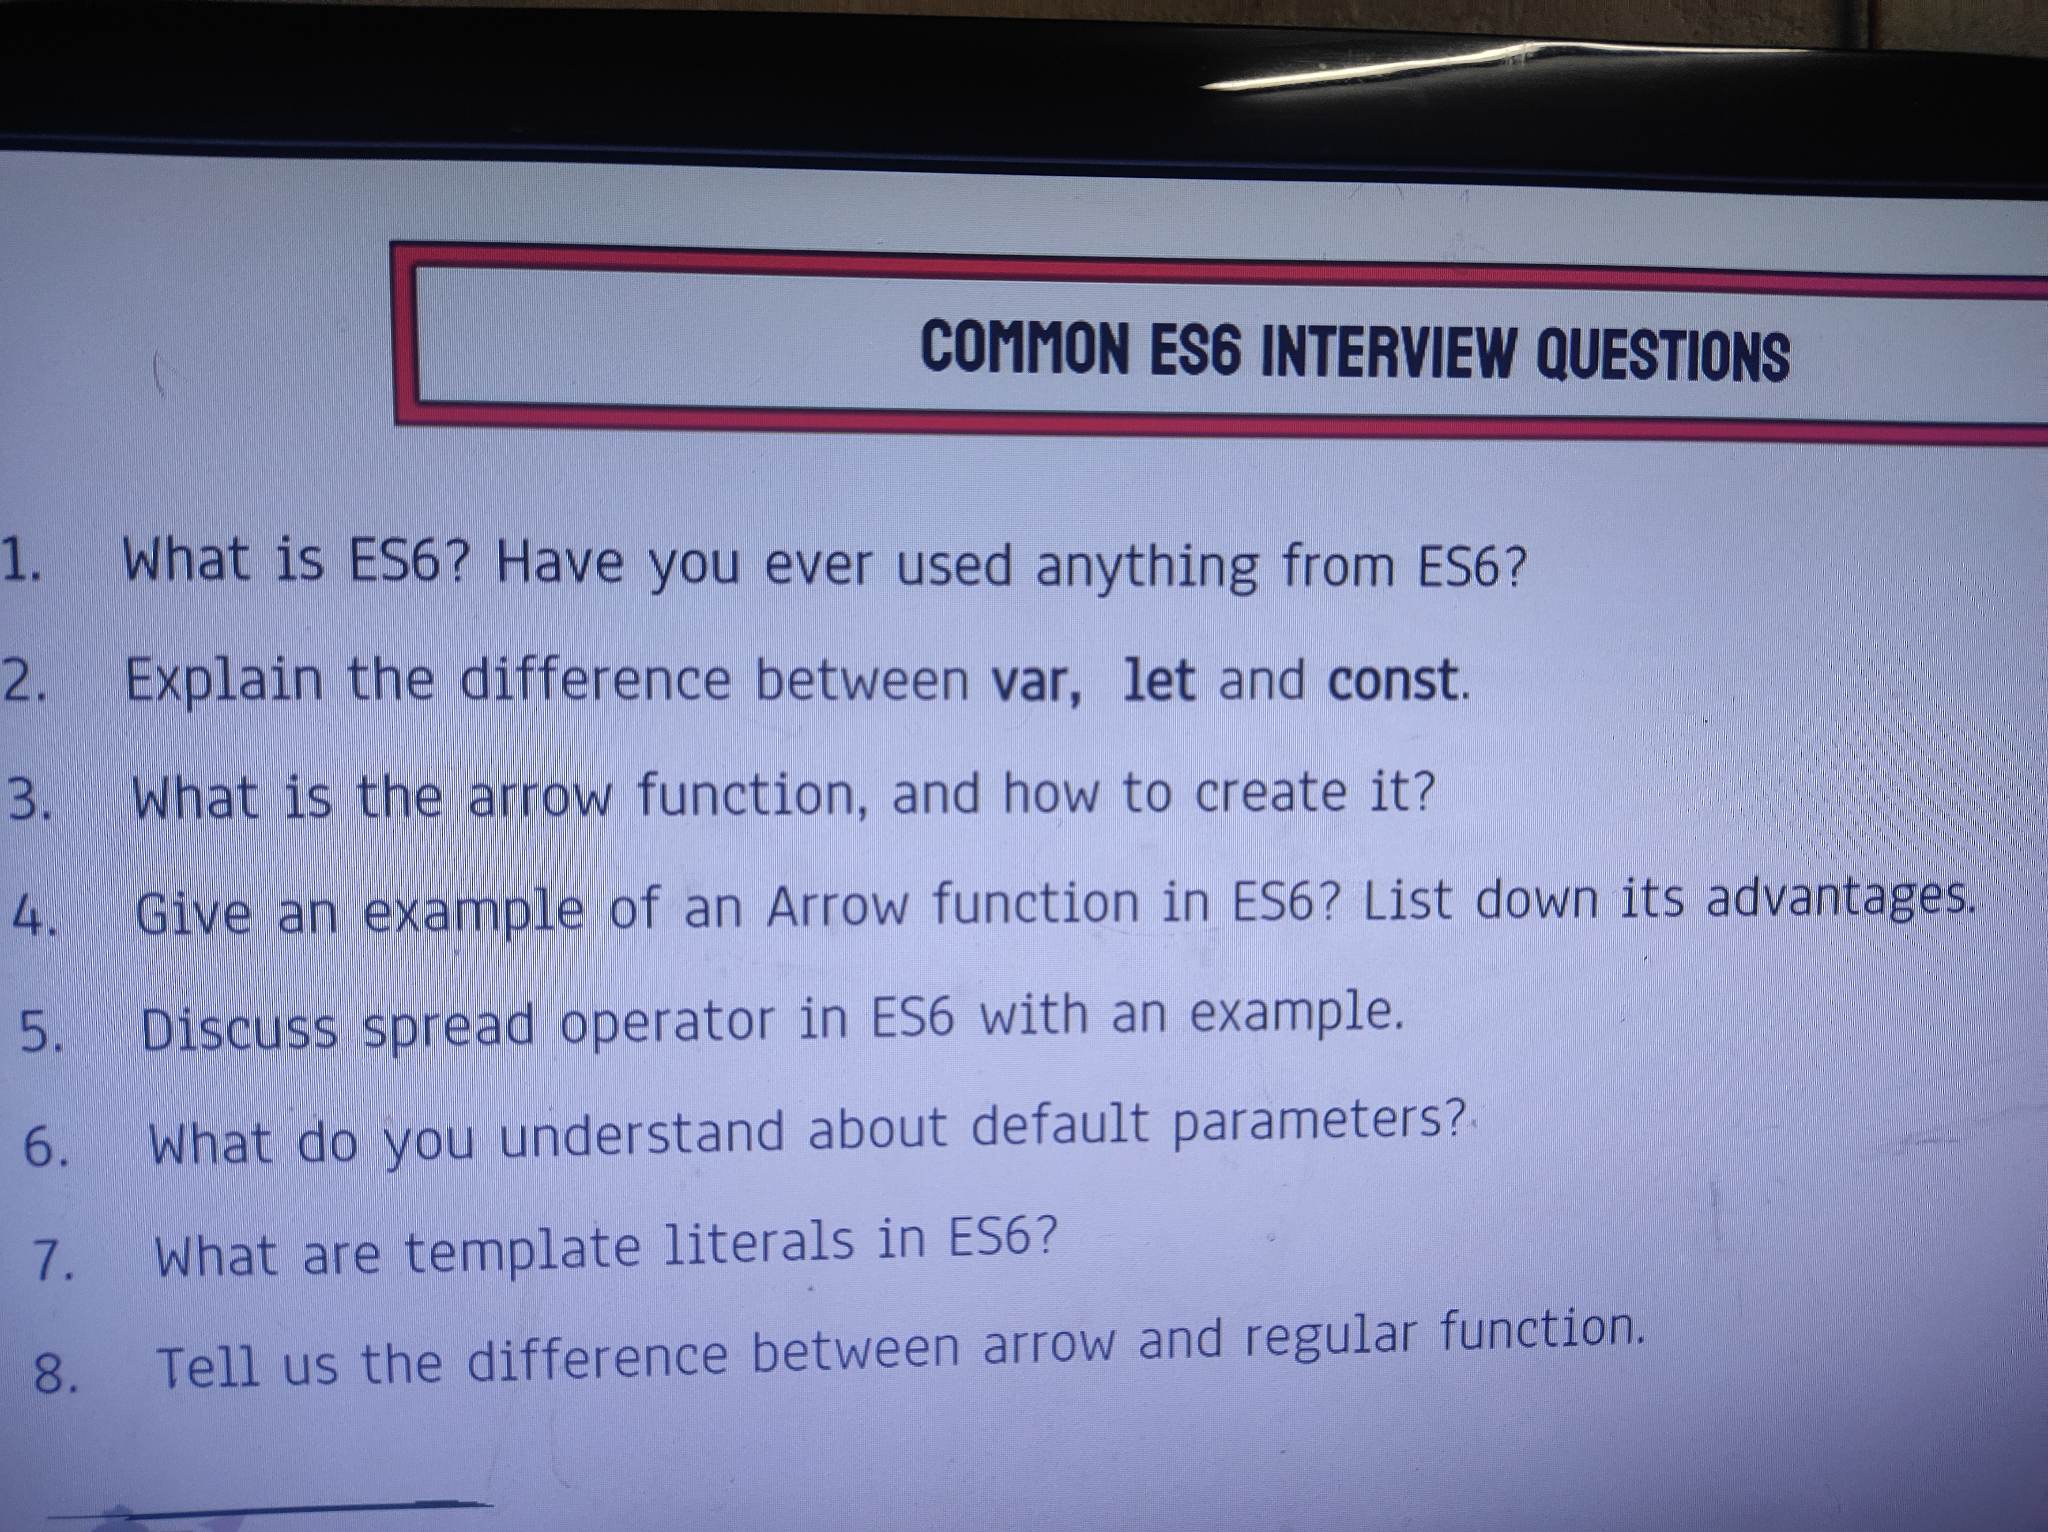 COMMON ES6 INTERVIEW QUESTIONS
1. What is ES6? Have you ever used anything from ES6?
2. Explain the difference between var, let and const.
3. What is the arrow function, and how to create it?
4. Give an example of an Arrow function in ES6? List down its advantages.
5. Discuss spread operator in ES6 with an example.
6. What do you understand about default parameters?
7. What are template literals in ES6?
8. Tell us the difference between arrow and regular function.